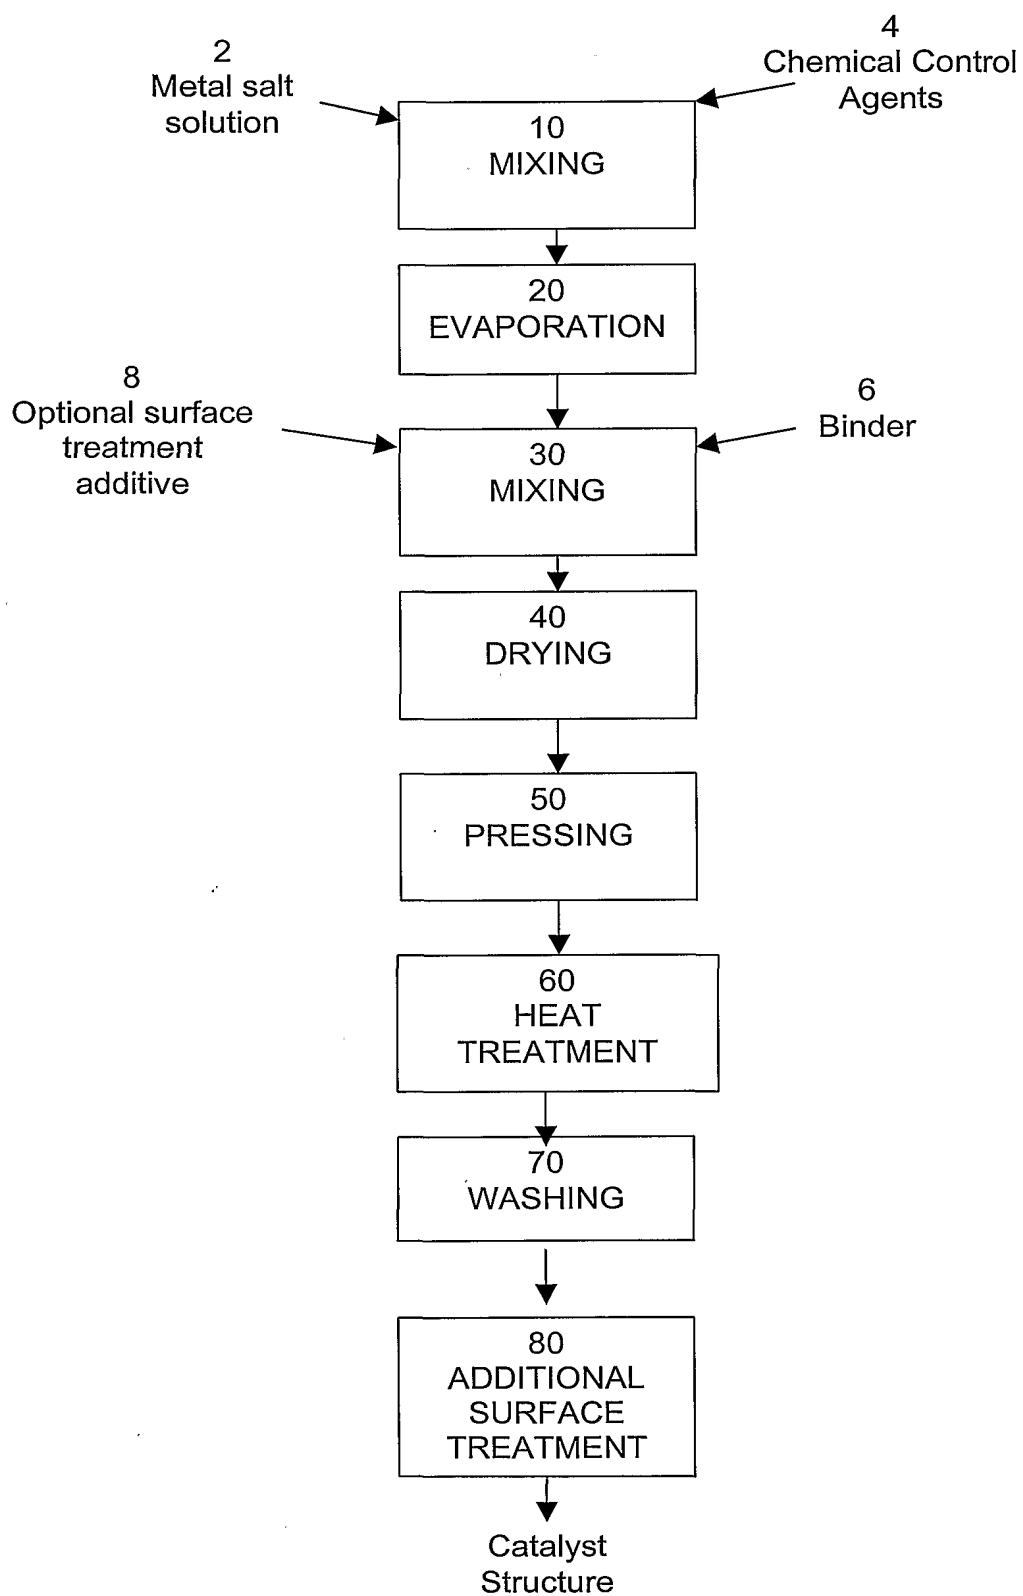 2
Metal salt
solution
4
Chemical Control
Agents
10
MIXING
20
EVAPORATION
8
Optional surface
treatment
additive
6
Binder
30
MIXING
40
DRYING
50
PRESSING
60
HEAT
TREATMENT
70
WASHING
80
ADDITIONAL
SURFACE
TREATMENT
Catalyst
Structure